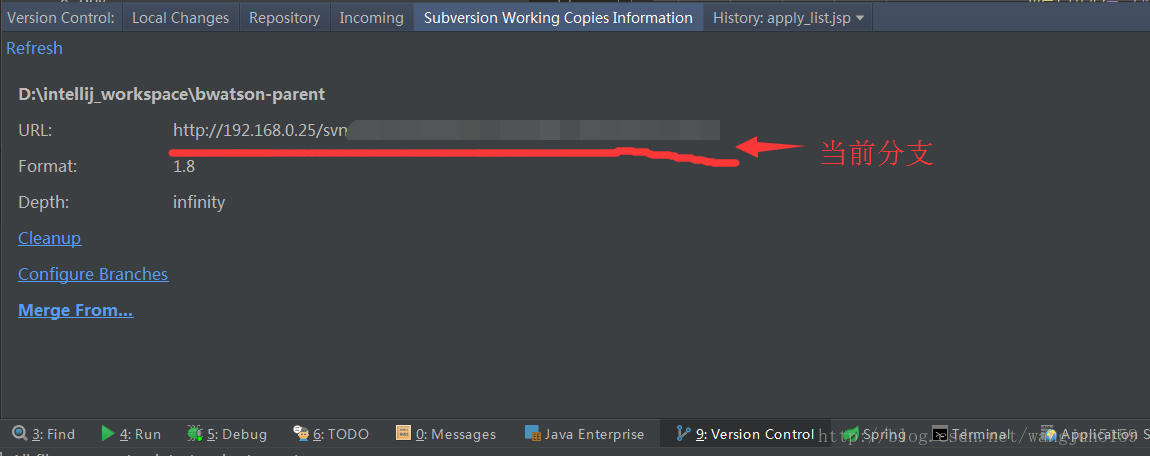 Version Control: Local Changes Repository Incoming Subversion Working Copies Information History: apply_list.jsp
Refresh
D:\intellij_workspace\bwatson-parent
URL: http://192.168.0.25/svn
当前分支
Format: 1.8
Depth: infinity
Cleanup
Configure Branches
Merge From...
3: Find 4: Run 5: Debug 6: TODO 0: Messages Java Enterprise 9: Version Control Spring Terminal Application S
http://blog.csdn.net/wangjun5159